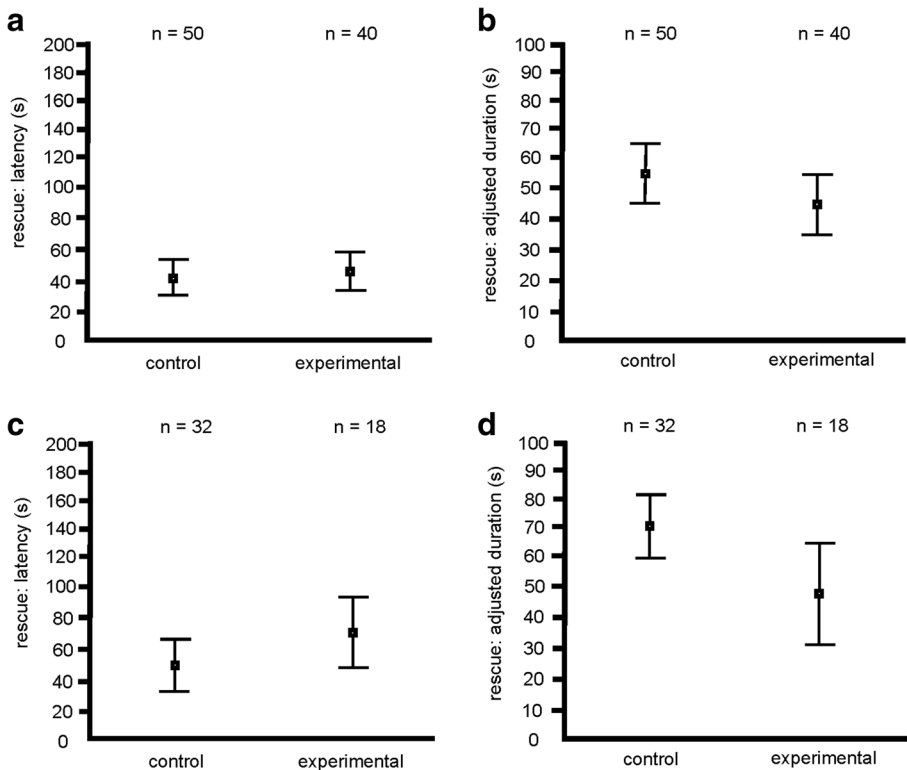 a
n = 50 n = 40
rescue: latency (s)
200
180
160
140
120
100
80
60
40
20
0
control experimental
b
n = 50 n = 40
rescue: adjusted duration (s)
100
90
80
70
60
50
40
30
20
10
0
control experimental
c
n = 32 n = 18
rescue: latency (s)
200
180
160
140
120
100
80
60
40
20
0
control experimental
d
n = 32 n = 18
rescue: adjusted duration (s)
100
90
80
70
60
50
40
30
20
10
0
control experimental